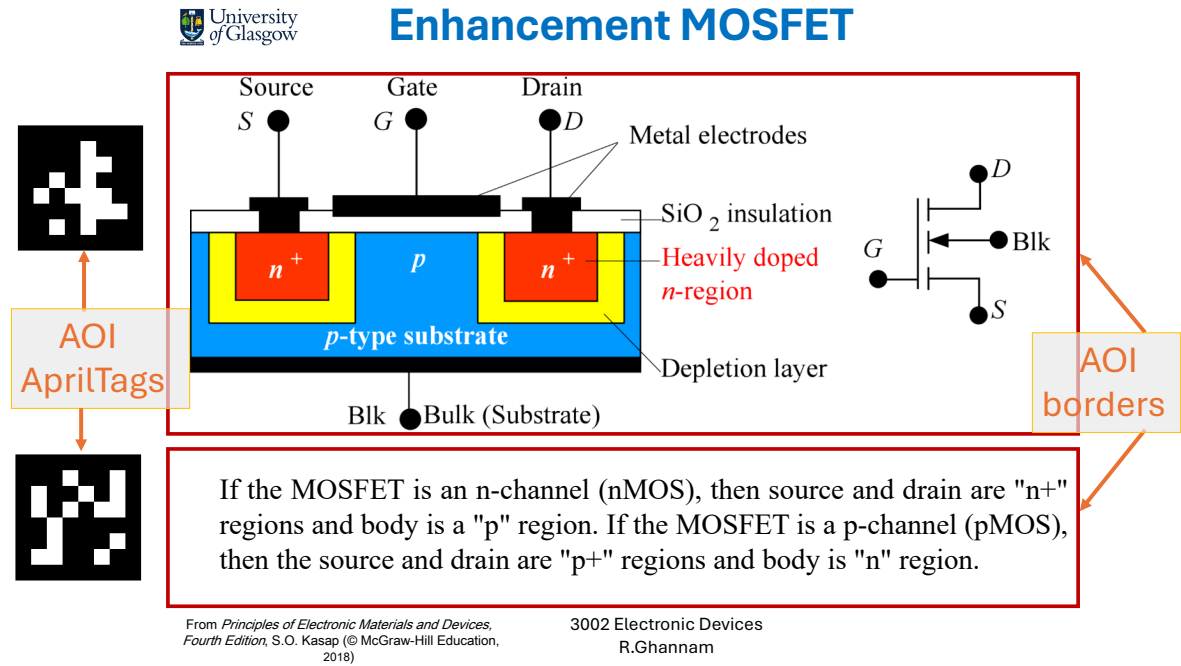 University
of Glasgow
Enhancement MOSFET
Source
Gate
Drain
S
G
D
Metal electrodes
SiO 2 insulation
n +
p
n +
Heavily doped
n-region
p-type substrate
Depletion layer
Blk
Bulk (Substrate)
D
G
Blk
S
AOI
AprilTags
AOI
borders
If the MOSFET is an n-channel (nMOS), then source and drain are "n+"
regions and body is a "p" region. If the MOSFET is a p-channel (pMOS),
then the source and drain are "p+" regions and body is "n" region.
From Principles of Electronic Materials and Devices,
Fourth Edition, S.O. Kasap (© McGraw-Hill Education,
2018)
3002 Electronic Devices
R.Ghannam